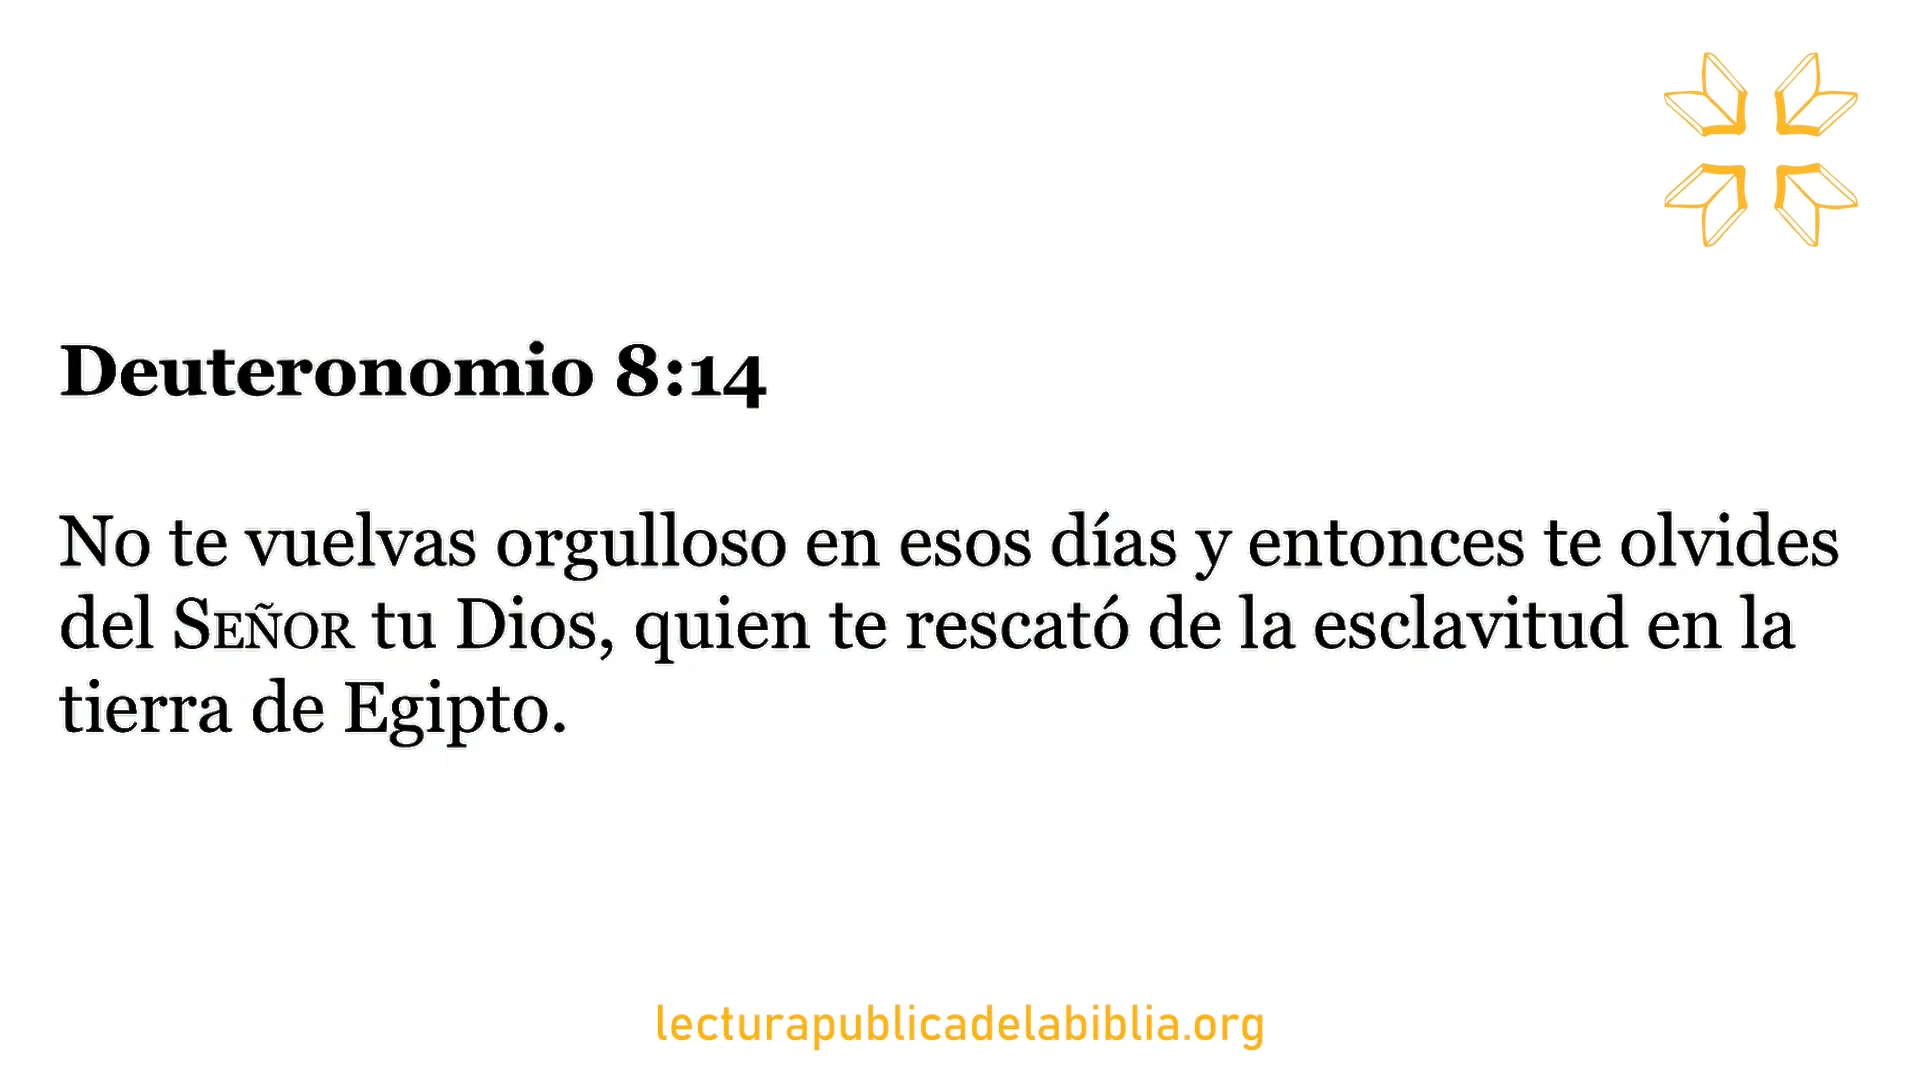 Deuteronomio 8:14
No te vuelvas orgulloso en esos días y entonces te olvides
del SEÑOR tu Dios, quien te rescató de la esclavitud en la
tierra de Egipto.
lecturapublicadelabiblia.org